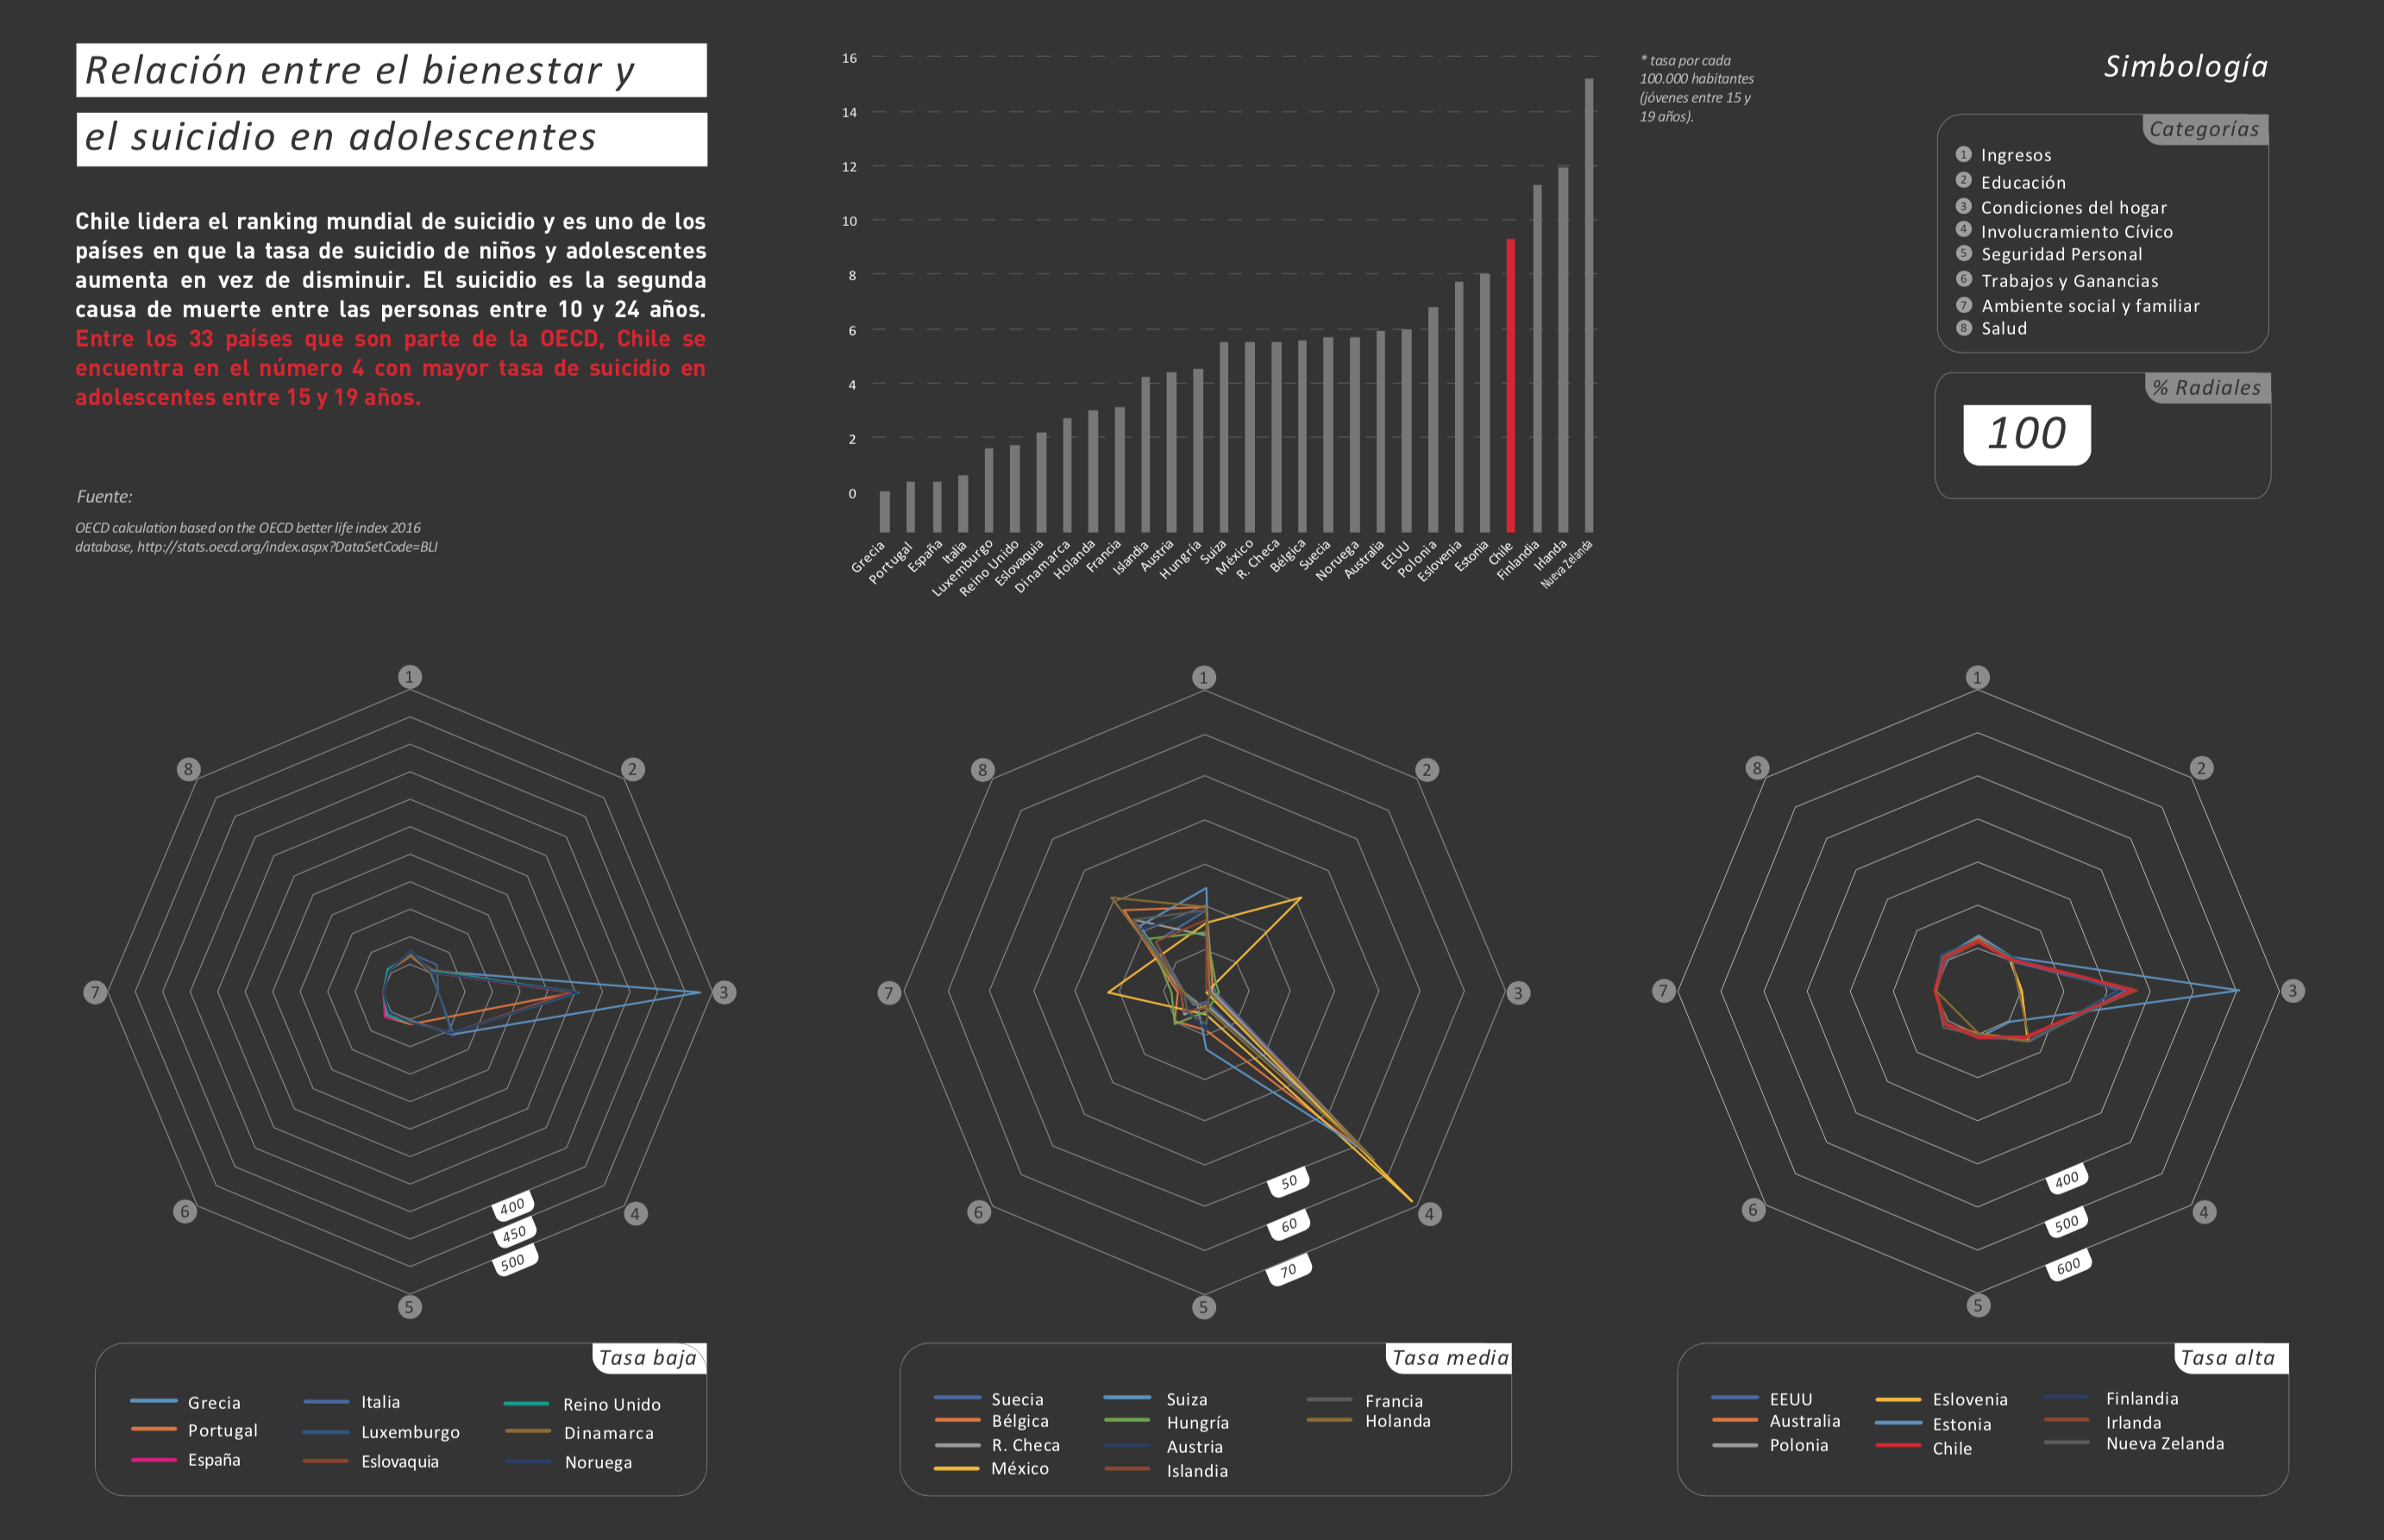 Relación entre el bienestar y
el suicidio en adolescentes
Chile lidera el ranking mundial de suicidio y es uno de los
países en que la tasa de suicidio de niños y adolescentes
aumenta en vez de disminuir. El suicidio es la segunda
causa de muerte entre las personas entre 10 y 24 años.
Entre los 33 países que son parte de la OECD, Chile se
encuentra en el número 4 con mayor tasa de suicidio en
adolescentes entre 15 y 19 años.
Fuente:
OECD calculation based on the OECD better life index 2016
database, http://stats.oecd.org/index.aspx?DataSetCode=BLI
16
14
12
10
8
6
4
2
0
Grecia
Portugal
España
Italia
Luxemburgo
Reino Unido
Eslovaquia
Dinamarca
Holanda
Francia
Islandia
Austria
Hungría
Suiza
México
R. Checa
Bélgica
Suecia
Noruega
Australia
EEUU
Polonia
Eslovenia
Estonia
Chile
Finlandia
Irlanda
Nueva Zelanda
* tasa por cada
100.000 habitantes
(jóvenes entre 15 y
19 años).
Simbología
Categorías
1 Ingresos
2 Educación
3 Condiciones del hogar
4 Involucramiento Cívico
5 Seguridad Personal
6 Trabajos y Ganancias
7 Ambiente social y familiar
8 Salud
% Radiales
100
1
2
3
4
5
6
7
8
400
450
500
1
2
3
4
5
6
7
8
50
60
70
1
2
3
4
5
6
7
8
400
500
600
Tasa baja
Grecia
Portugal
España
Italia
Luxemburgo
Eslovaquia
Reino Unido
Dinamarca
Noruega
Tasa media
Suecia
Bélgica
R. Checa
México
Suiza
Hungría
Austria
Islandia
Francia
Holanda
Tasa alta
EEUU
Australia
Polonia
Eslovenia
Estonia
Chile
Finlandia
Irlanda
Nueva Zelanda